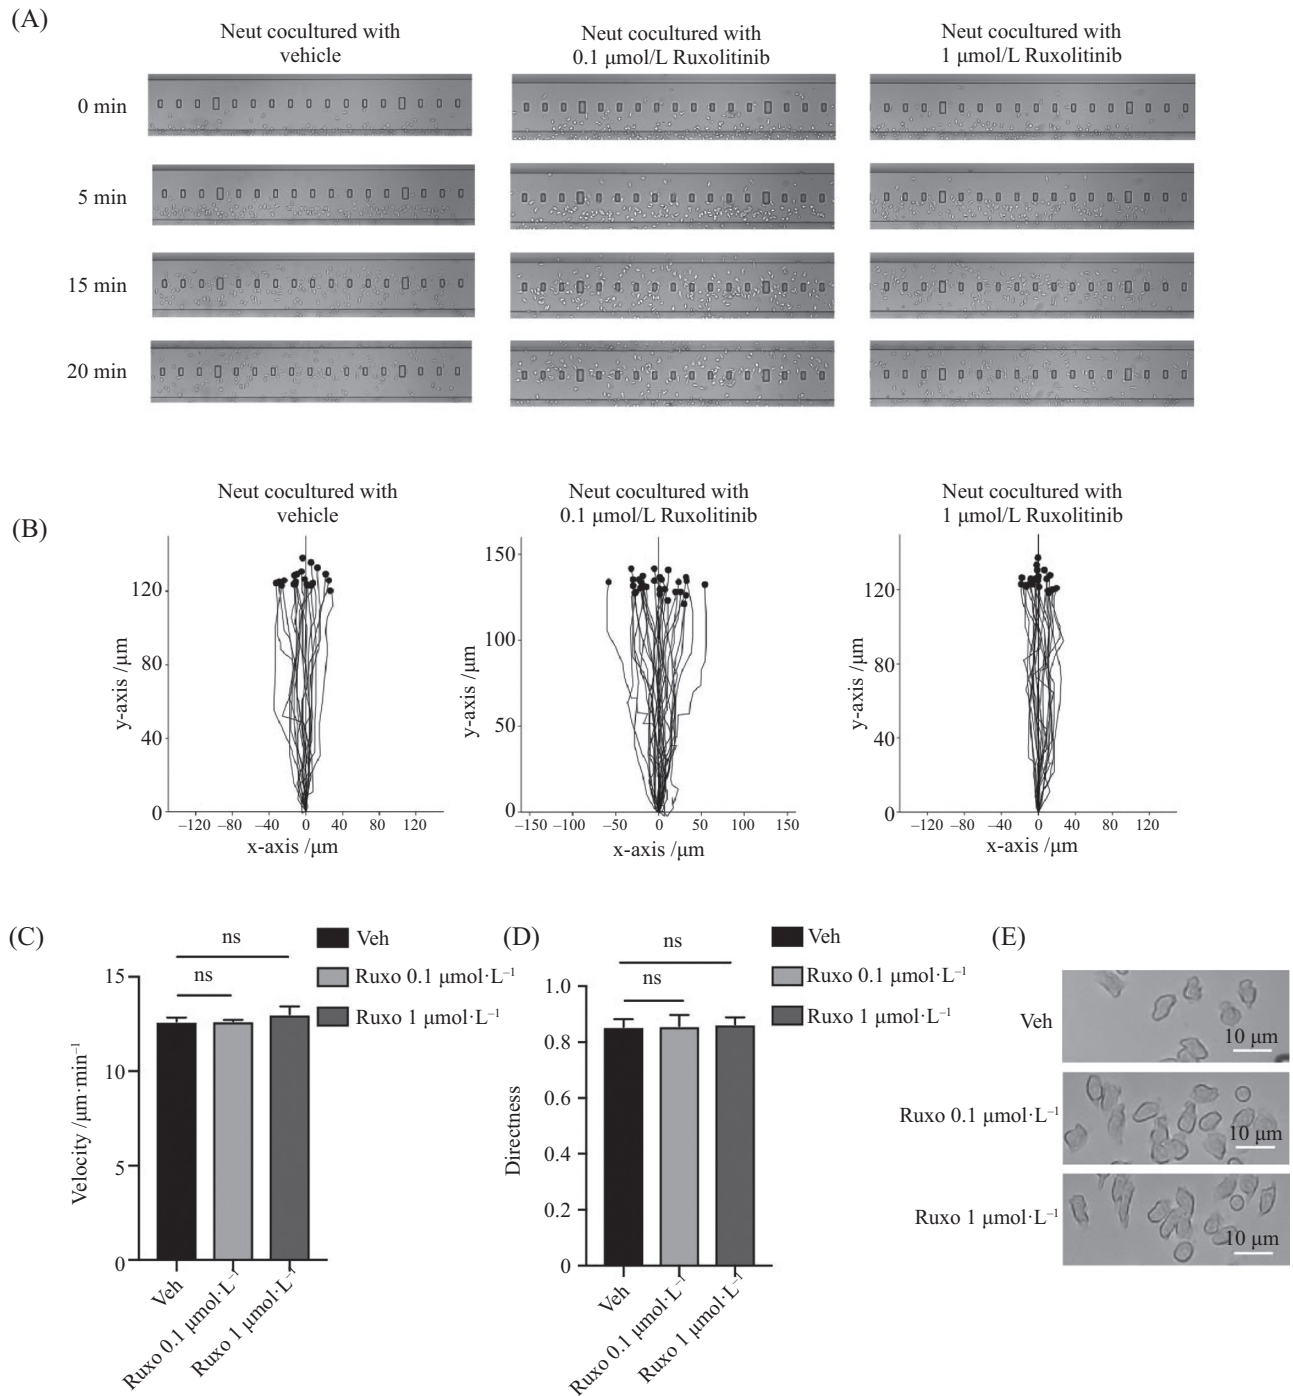 (A)
Neut cocultured with
vehicle
Neut cocultured with
0.1 μmol/L Ruxolitinib
Neut cocultured with
1 μmol/L Ruxolitinib
0 min
5 min
15 min
20 min
(B)
Neut cocultured with
vehicle
Neut cocultured with
0.1 μmol/L Ruxolitinib
Neut cocultured with
1 μmol/L Ruxolitinib
y-axis /μm
120
80
40
0
−120 −80 −40 0 40 80 120
x-axis /μm
y-axis /μm
150
100
50
0
−150 −100 −50 0 50 100 150
x-axis /μm
y-axis /μm
120
80
40
0
−120 −80 −40 0 40 80 120
x-axis /μm
(C)
ns
ns
Veh
Ruxo 0.1 μmol·L⁻¹
Ruxo 1 μmol·L⁻¹
Velocity /μm·min⁻¹
15
10
5
0
Veh
Ruxo 0.1 μmol·L⁻¹
Ruxo 1 μmol·L⁻¹
(D)
ns
ns
Veh
Ruxo 0.1 μmol·L⁻¹
Ruxo 1 μmol·L⁻¹
Directness
1.0
0.8
0.6
0.4
0.2
0
Veh
Ruxo 0.1 μmol·L⁻¹
Ruxo 1 μmol·L⁻¹
(E)
Veh
10 μm
Ruxo 0.1 μmol·L⁻¹
10 μm
Ruxo 1 μmol·L⁻¹
10 μm